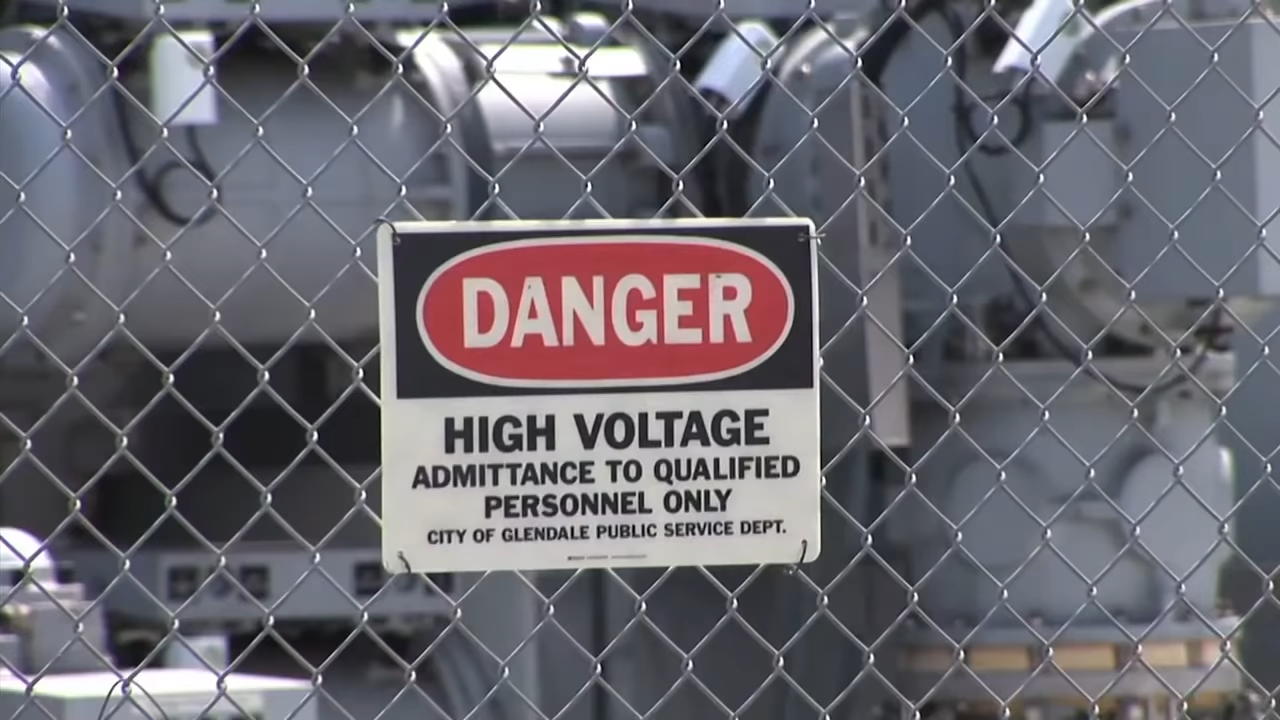 DANGER
HIGH VOLTAGE
ADMITTANCE TO QUALIFIED
PERSONNEL ONLY
CITY OF GLENDALE PUBLIC SERVICE DEPT.